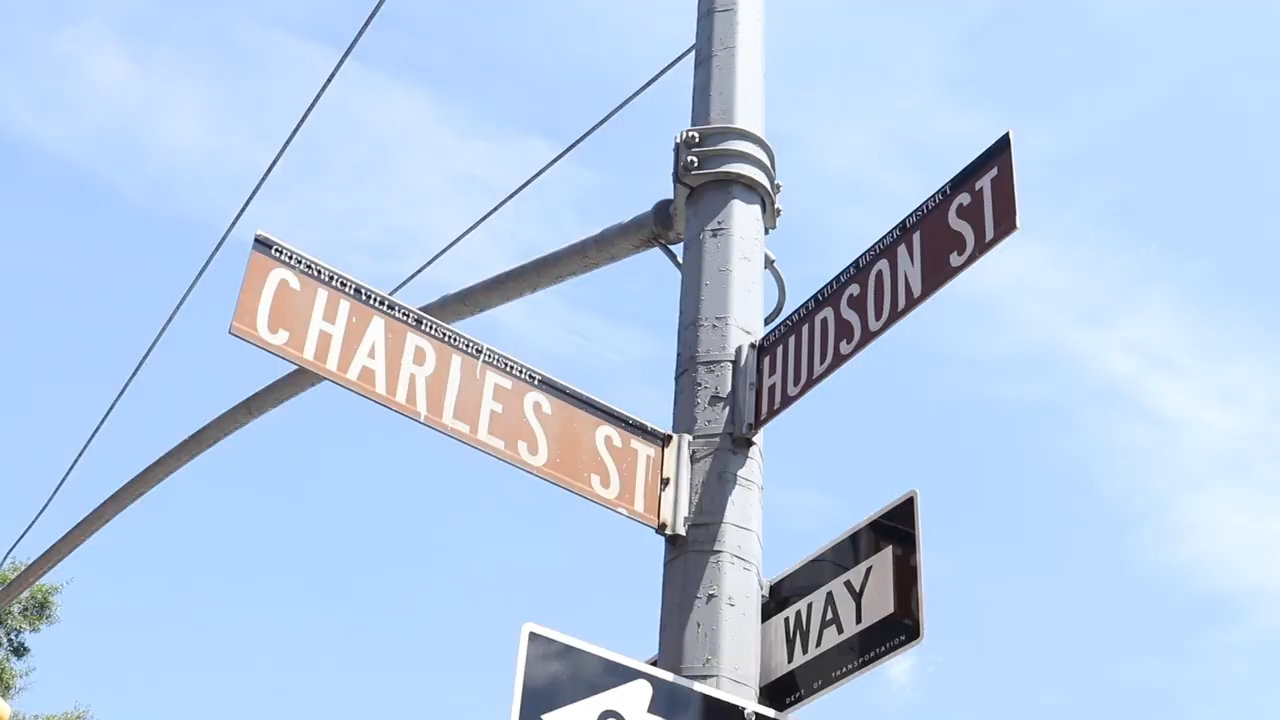 GREENWICH VILLAGE HISTORIC DISTRICT
CHARLES ST
GREENWICH VILLAGE HISTORIC DISTRICT
HUDSON ST
WAY
DEPT OF TRANSPORTATION